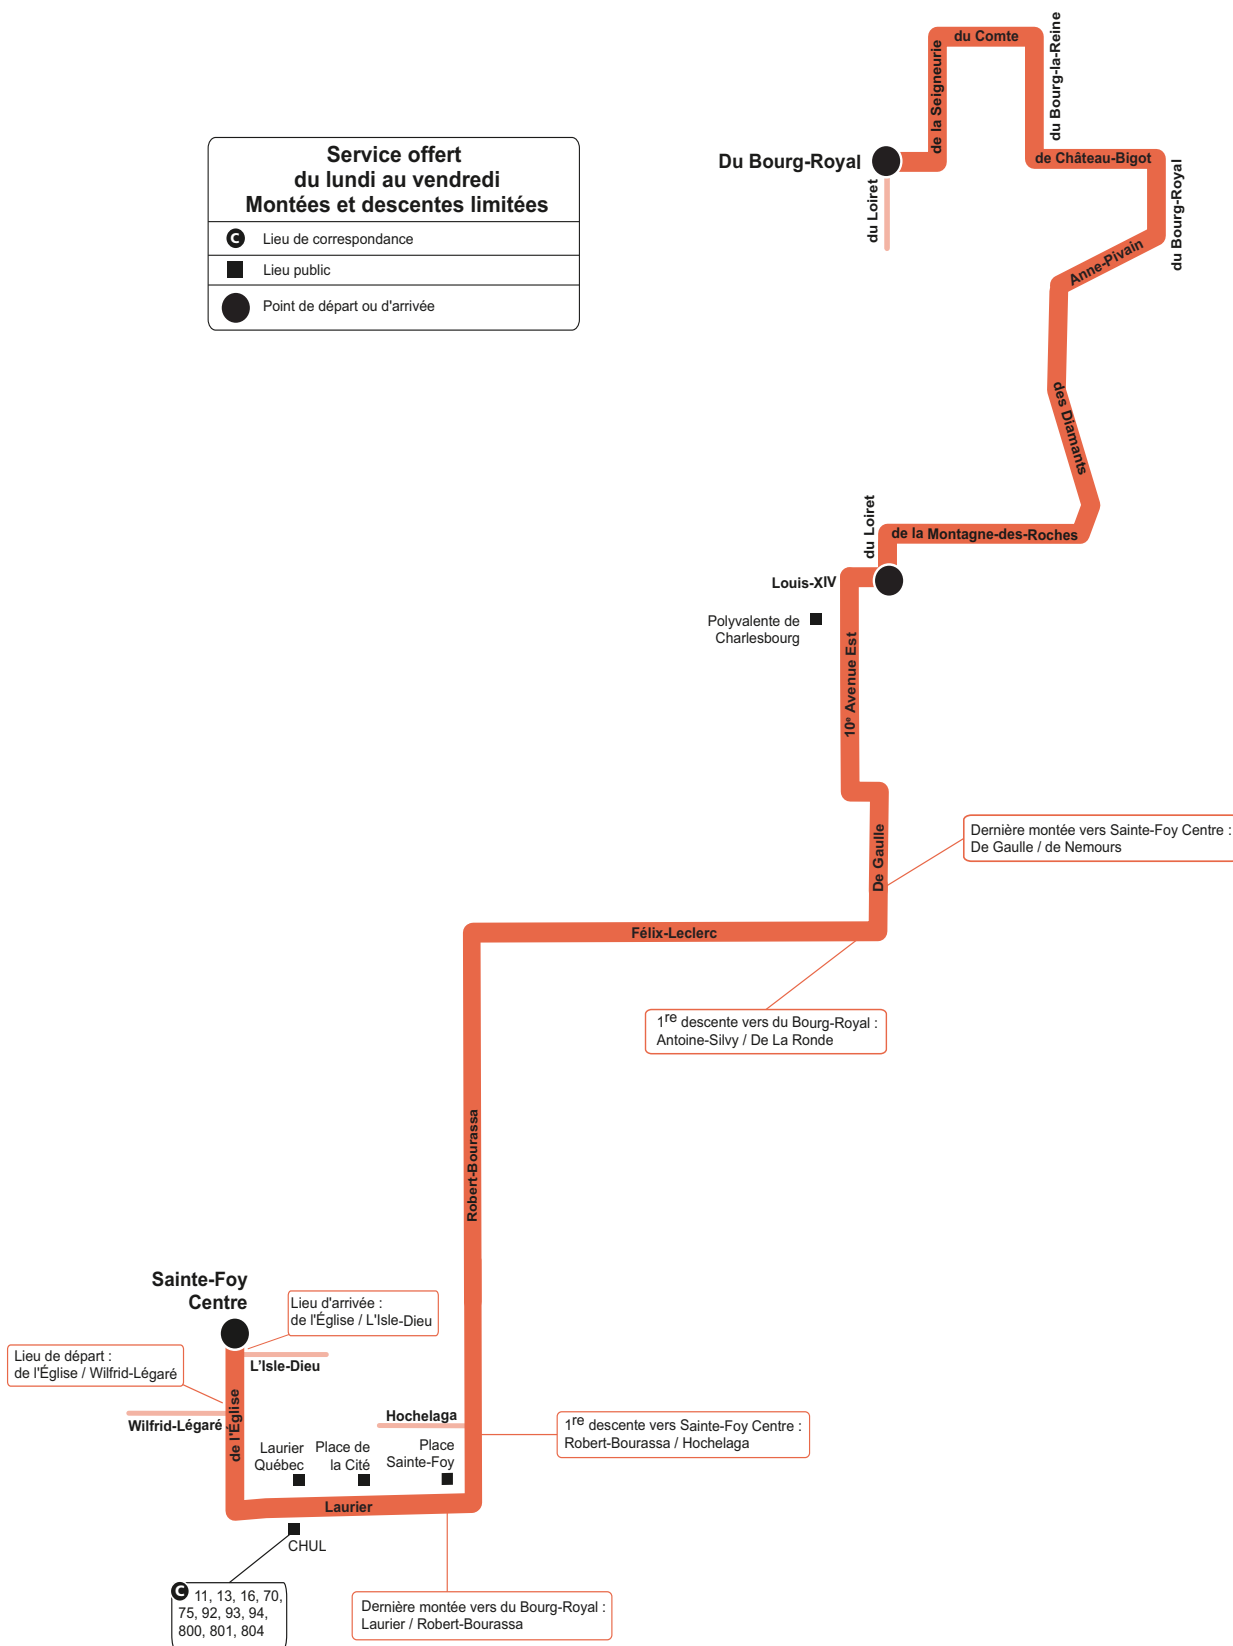 du Comte
de la Seigneurie
du Bourg-la-Reine
Service offert
du lundi au vendredi
Montées et descentes limitées
C Lieu de correspondance
Lieu public
Point de départ ou d'arrivée
Du Bourg-Royal
de Château-Bigot
du Loiret
du Bourg-Royal
Anne-Pivain
des Diamants
du Loiret
de la Montagne-des-Roches
Louis-XIV
Polyvalente de
Charlesbourg
10e Avenue Est
De Gaulle
Dernière montée vers Sainte-Foy Centre :
De Gaulle / de Nemours
Félix-Leclerc
1re descente vers du Bourg-Royal :
Antoine-Silvy / De La Ronde
Robert-Bourassa
Sainte-Foy
Centre
Lieu d'arrivée :
de l'Église / L'Isle-Dieu
Lieu de départ :
de l'Église / Wilfrid-Légaré
L'Isle-Dieu
Wilfrid-Légaré
de l'Église
Hochelaga
1re descente vers Sainte-Foy Centre :
Robert-Bourassa / Hochelaga
Laurier
Québec
Place de
la Cité
Place
Sainte-Foy
Laurier
CHUL
C 11, 13, 16, 70,
75, 92, 93, 94,
800, 801, 804
Dernière montée vers du Bourg-Royal :
Laurier / Robert-Bourassa